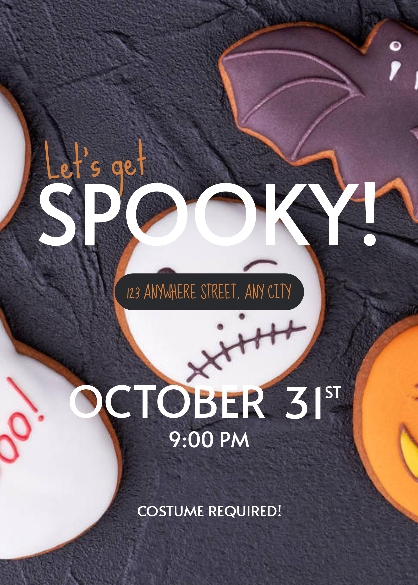 Let's get
SPOOKY!
123 ANYWHERE STREET, ANY CITY
OCTOBER 31ST
9:00 PM
COSTUME REQUIRED!